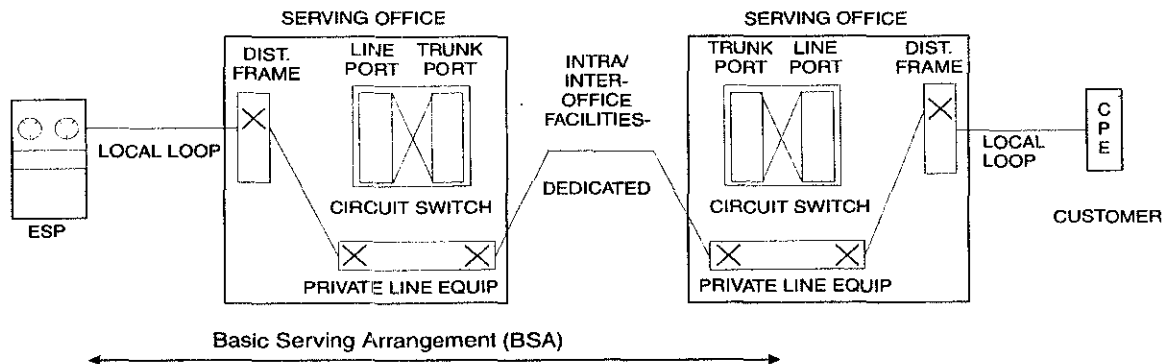 SERVING OFFICE
DIST.
FRAME
LINE
PORT
TRUNK
PORT
CIRCUIT SWITCH
PRIVATE LINE EQUIP
ESP
LOCAL LOOP
INTRA/
INTER-
OFFICE
FACILITIES-
DEDICATED
SERVING OFFICE
TRUNK
PORT
LINE
PORT
DIST.
FRAME
CIRCUIT SWITCH
PRIVATE LINE EQUIP
LOCAL
LOOP
C
P
E
CUSTOMER
Basic Serving Arrangement (BSA)